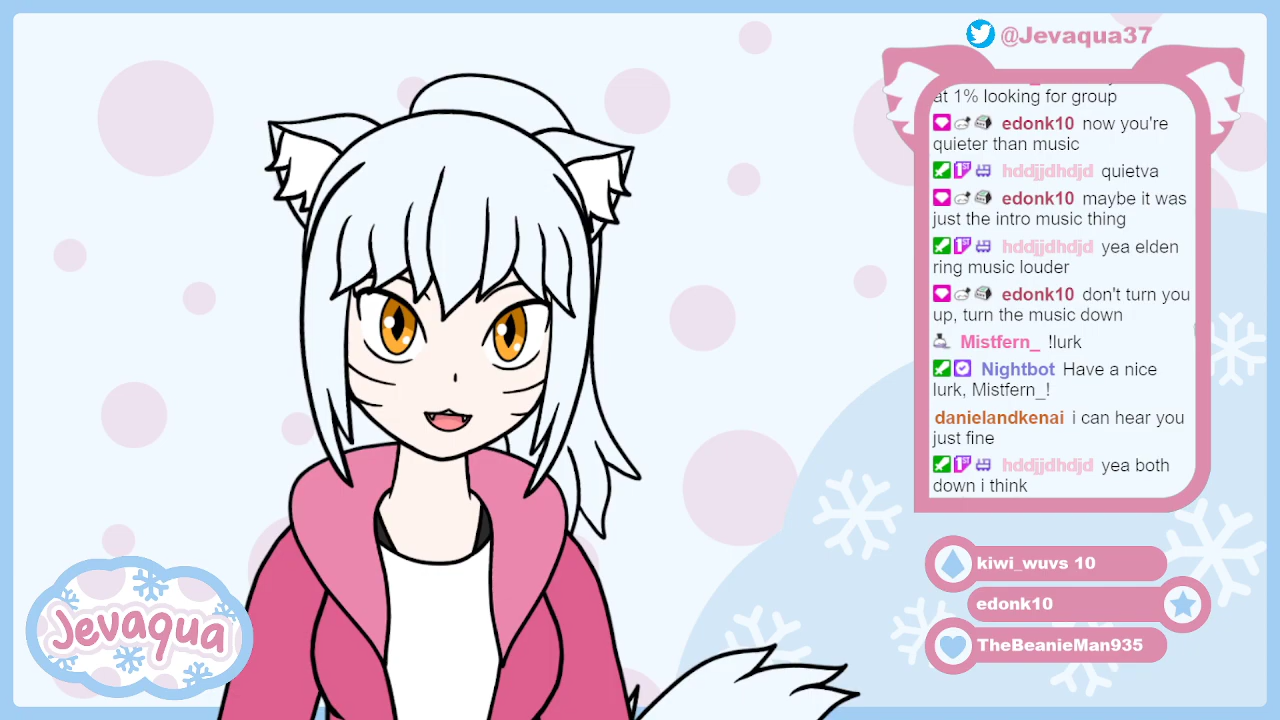 @Jevaqua37
at 1% looking for group
edonk10 now you're
quieter than music
hddjjdhdjd quietva
edonk10 maybe it was
just the intro music thing
hddjjdhdjd yea elden
ring music louder
edonk10 don't turn you
up, turn the music down
Mistfern_ !lurk
Nightbot Have a nice
lurk, Mistfern_!
danielandkenai i can hear you
just fine
hddjjdhdjd yea both
down i think
kiwi_wuvs 10
edonk10
TheBeanieMan935
Jevaqua